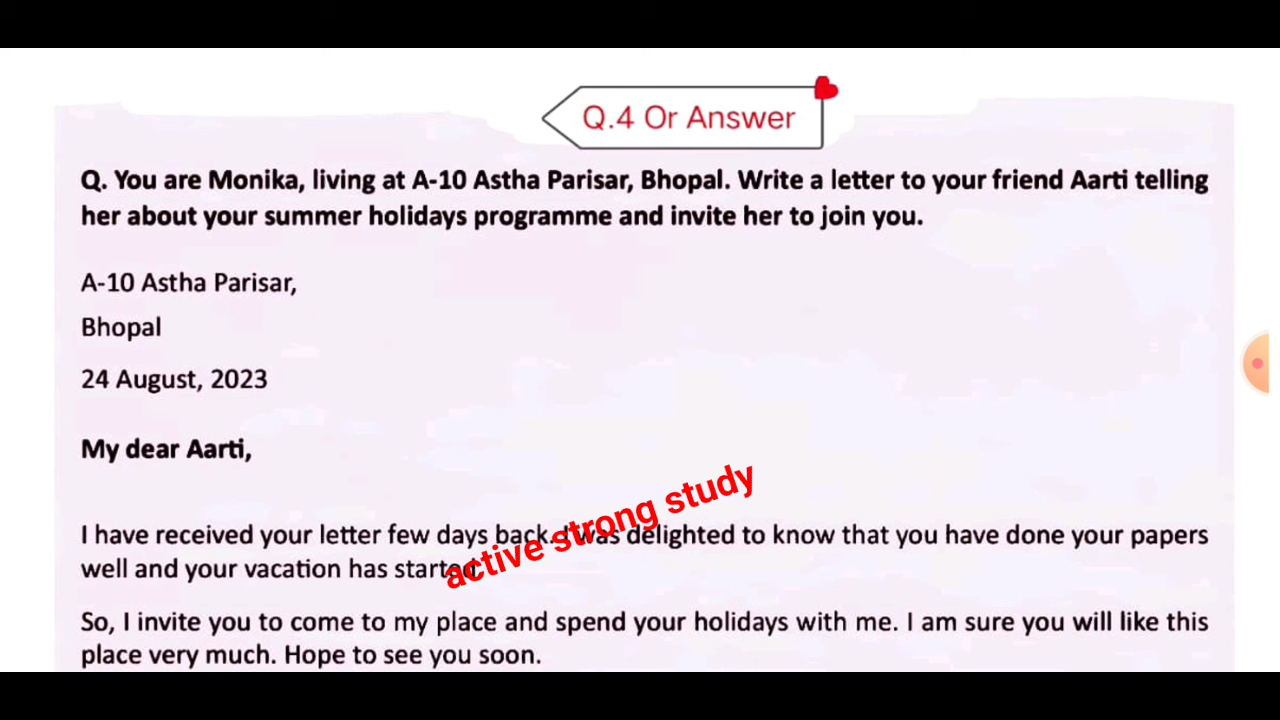 Q.4 Or Answer
Q. You are Monika, living at A-10 Astha Parisar, Bhopal. Write a letter to your friend Aarti telling
her about your summer holidays programme and invite her to join you.
A-10 Astha Parisar,
Bhopal
24 August, 2023
My dear Aarti,
I have received your letter few days back. I was delighted to know that you have done your papers
well and your vacation has started.
active strong study
So, I invite you to come to my place and spend your holidays with me. I am sure you will like this
place very much. Hope to see you soon.